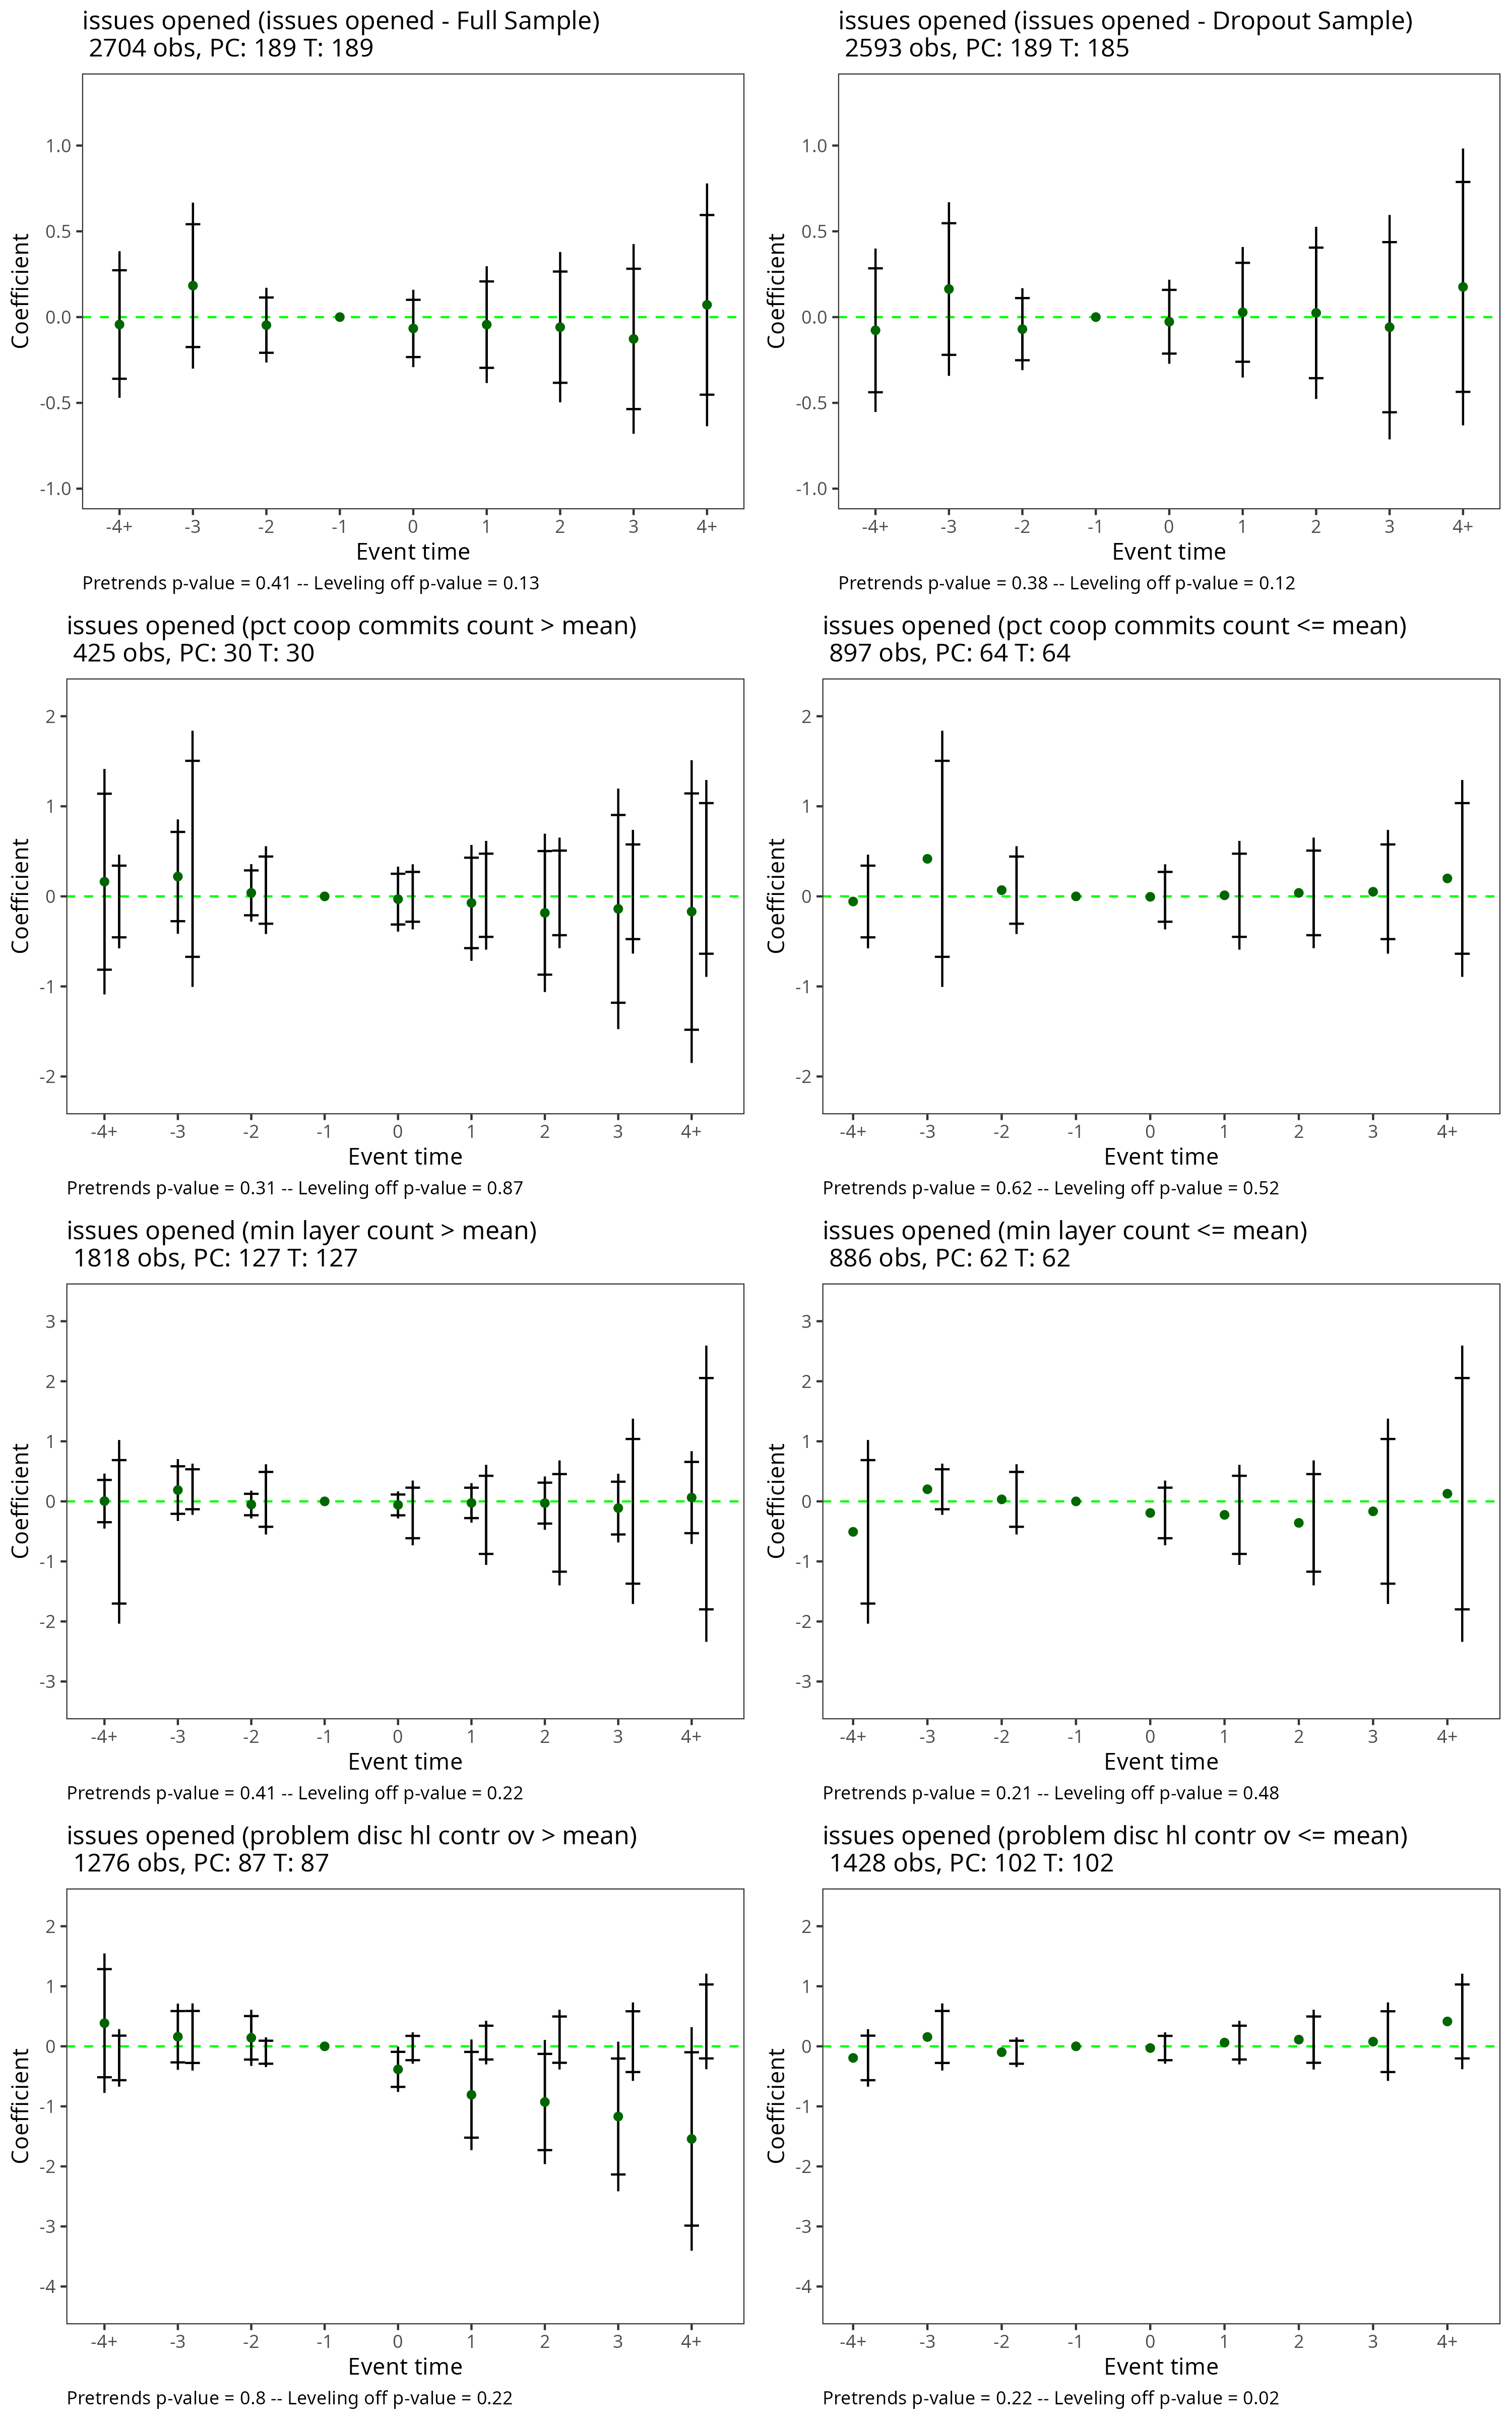 issues opened (issues opened - Full Sample)
2704 obs, PC: 189 T: 189
Coefficient
1.0
0.5
0.0
-0.5
-1.0
-4+ -3 -2 -1 0 1 2 3 4+
Event time
Pretrends p-value = 0.41 -- Leveling off p-value = 0.13
issues opened (issues opened - Dropout Sample)
2593 obs, PC: 189 T: 185
Coefficient
1.0
0.5
0.0
-0.5
-1.0
-4+ -3 -2 -1 0 1 2 3 4+
Event time
Pretrends p-value = 0.38 -- Leveling off p-value = 0.12
issues opened (pct coop commits count > mean)
425 obs, PC: 30 T: 30
Coefficient
2
1
0
-1
-2
-4+ -3 -2 -1 0 1 2 3 4+
Event time
Pretrends p-value = 0.31 -- Leveling off p-value = 0.87
issues opened (pct coop commits count <= mean)
897 obs, PC: 64 T: 64
Coefficient
2
1
0
-1
-2
-4+ -3 -2 -1 0 1 2 3 4+
Event time
Pretrends p-value = 0.62 -- Leveling off p-value = 0.52
issues opened (min layer count > mean)
1818 obs, PC: 127 T: 127
Coefficient
3
2
1
0
-1
-2
-3
-4+ -3 -2 -1 0 1 2 3 4+
Event time
Pretrends p-value = 0.41 -- Leveling off p-value = 0.22
issues opened (min layer count <= mean)
886 obs, PC: 62 T: 62
Coefficient
3
2
1
0
-1
-2
-3
-4+ -3 -2 -1 0 1 2 3 4+
Event time
Pretrends p-value = 0.21 -- Leveling off p-value = 0.48
issues opened (problem disc hl contr ov > mean)
1276 obs, PC: 87 T: 87
Coefficient
2
1
0
-1
-2
-3
-4
-4+ -3 -2 -1 0 1 2 3 4+
Event time
Pretrends p-value = 0.8 -- Leveling off p-value = 0.22
issues opened (problem disc hl contr ov <= mean)
1428 obs, PC: 102 T: 102
Coefficient
2
1
0
-1
-2
-3
-4
-4+ -3 -2 -1 0 1 2 3 4+
Event time
Pretrends p-value = 0.22 -- Leveling off p-value = 0.02